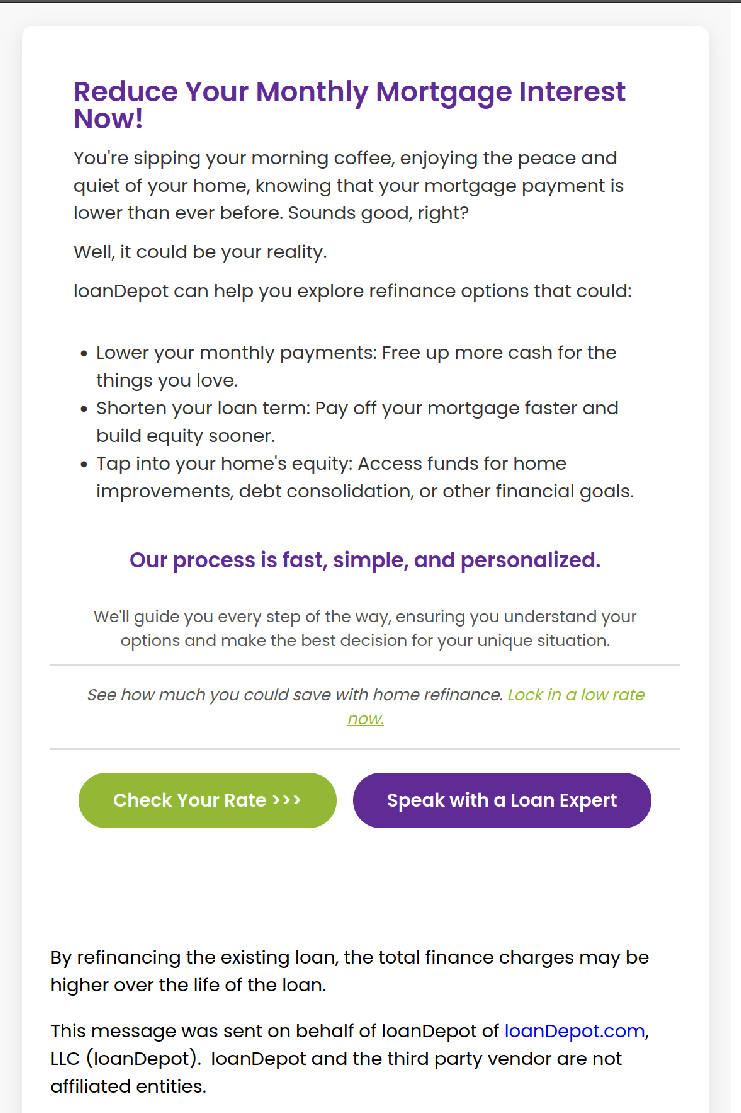 Reduce Your Monthly Mortgage Interest
Now!
You're sipping your morning coffee, enjoying the peace and
quiet of your home, knowing that your mortgage payment is
lower than ever before. Sounds good, right?
Well, it could be your reality.
loanDepot can help you explore refinance options that could:
• Lower your monthly payments: Free up more cash for the
things you love.
• Shorten your loan term: Pay off your mortgage faster and
build equity sooner.
• Tap into your home's equity: Access funds for home
improvements, debt consolidation, or other financial goals.
Our process is fast, simple, and personalized.
We'll guide you every step of the way, ensuring you understand your
options and make the best decision for your unique situation.
See how much you could save with home refinance. Lock in a low rate
now.
Check Your Rate >>>
Speak with a Loan Expert
By refinancing the existing loan, the total finance charges may be
higher over the life of the loan.
This message was sent on behalf of loanDepot of loanDepot.com,
LLC (loanDepot).  loanDepot and the third party vendor are not
affiliated entities.